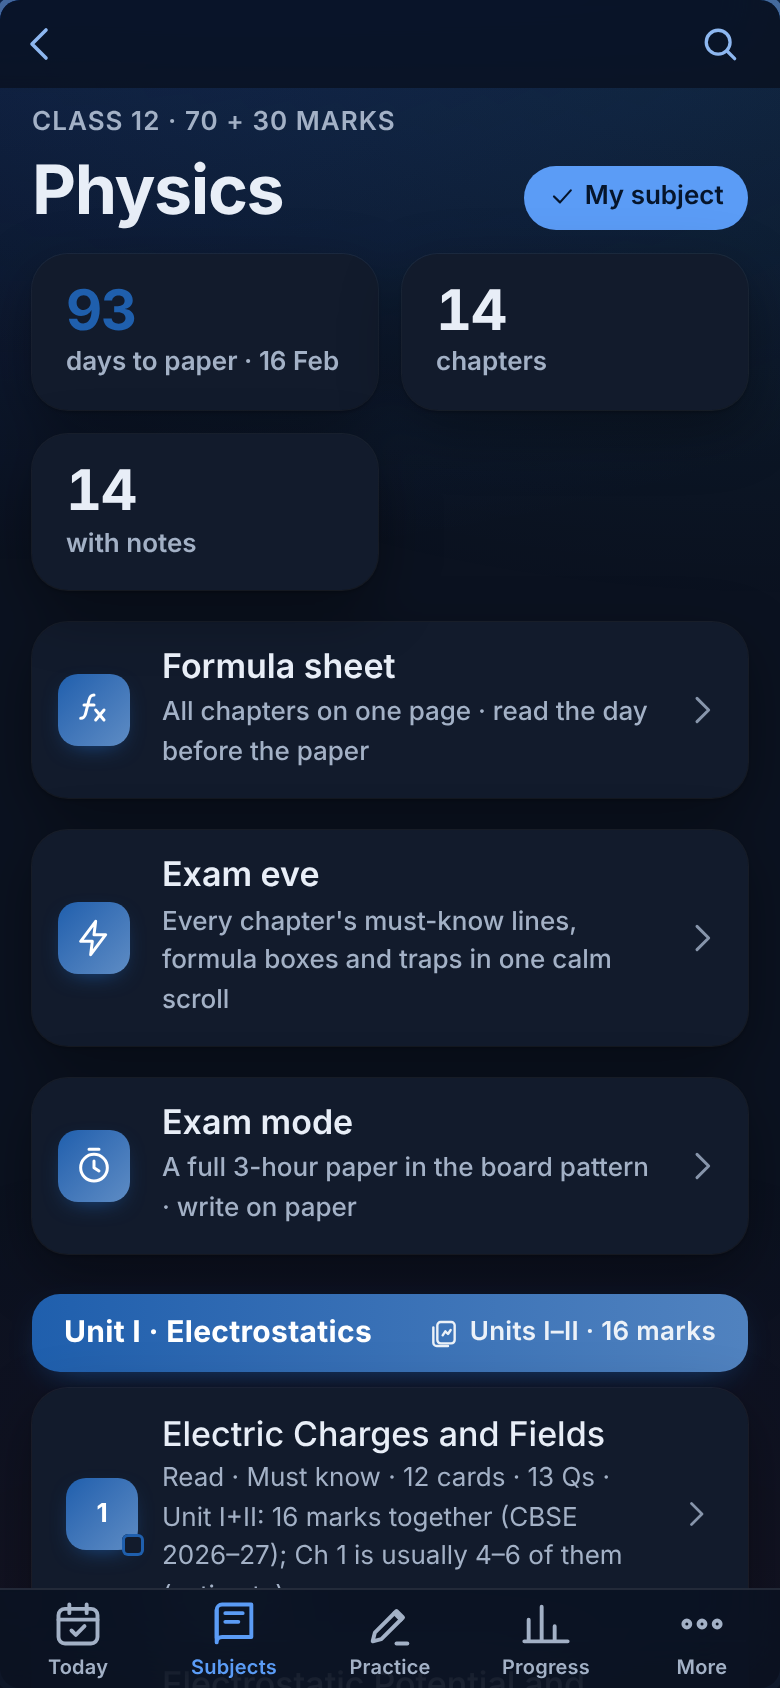 CLASS 12 · 70 + 30 MARKS
Physics
My subject
93
days to paper · 16 Feb
14
chapters
14
with notes
Formula sheet
All chapters on one page · read the day
before the paper
Exam eve
Every chapter's must-know lines,
formula boxes and traps in one calm
scroll
Exam mode
A full 3-hour paper in the board pattern
· write on paper
Unit I · Electrostatics
Units I–II · 16 marks
1
Electric Charges and Fields
Read · Must know · 12 cards · 13 Qs ·
Unit I+II: 16 marks together (CBSE
2026–27); Ch 1 is usually 4–6 of them
Electrostatic Potential and
Today
Subjects
Practice
Progress
More